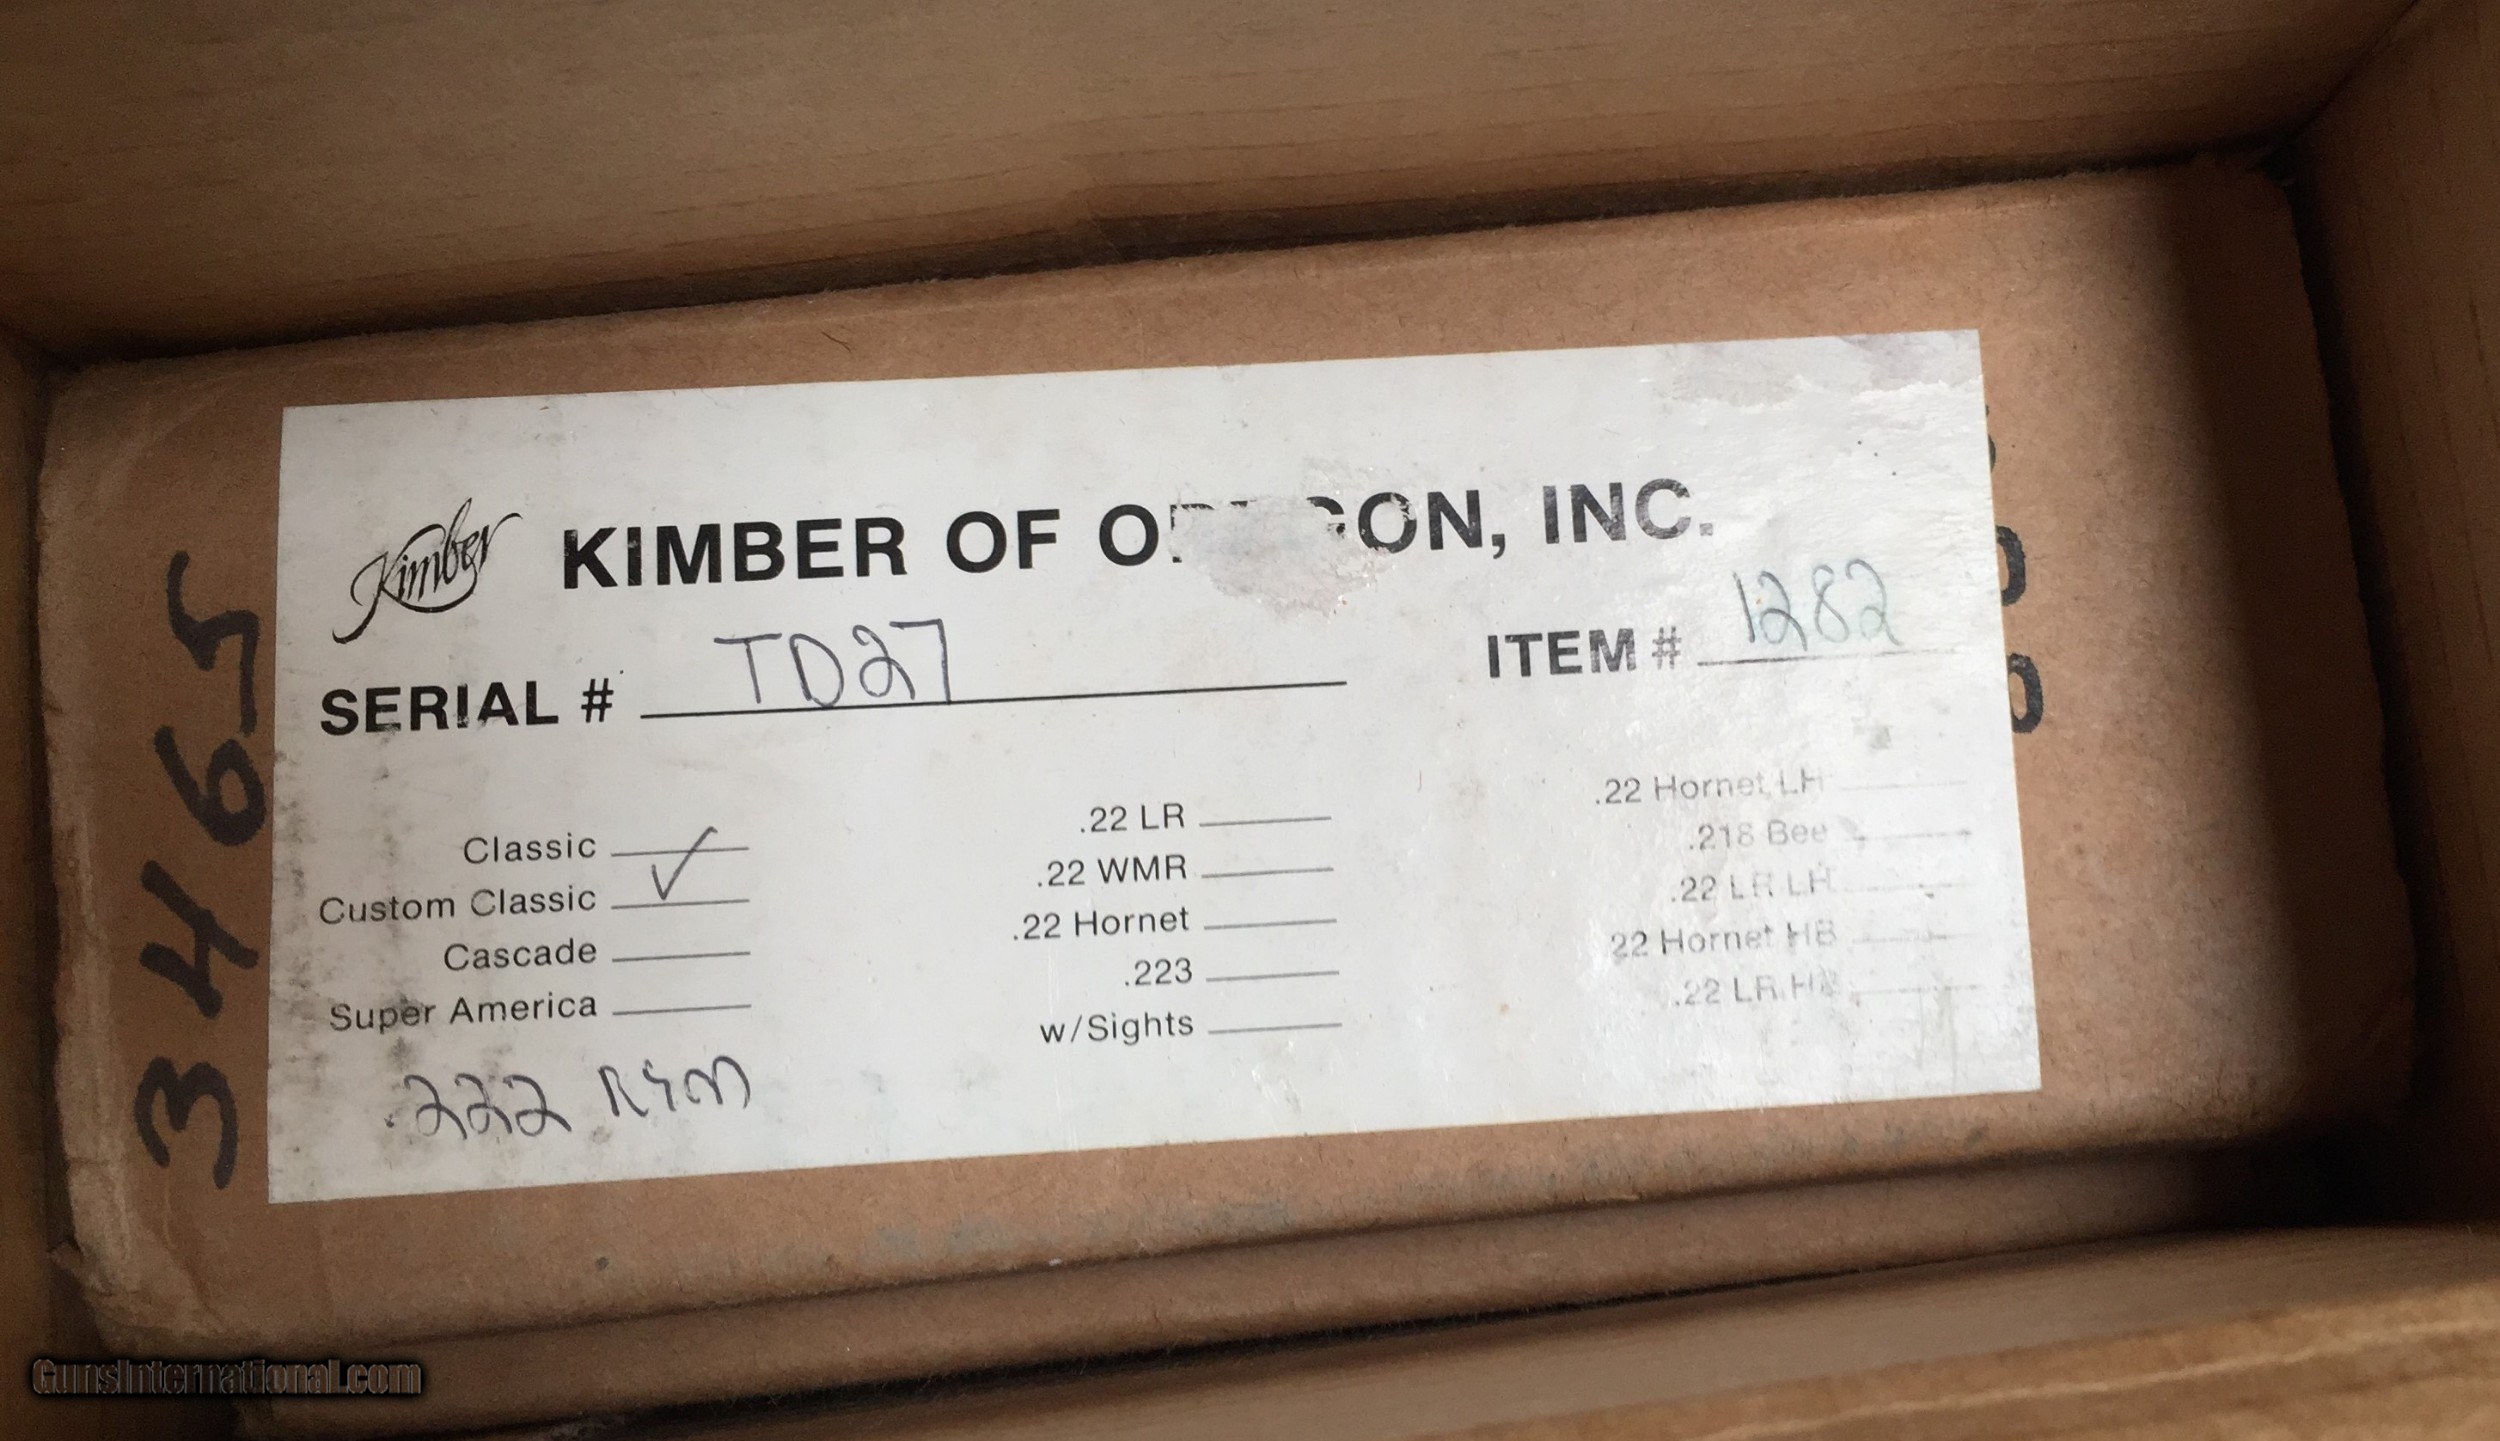 Kimber
KIMBER OF OREGON, INC.
SERIAL # TD27
ITEM # 1282
Classic
Custom Classic ✓
Cascade
Super America
.222
.22 LR
.22 WMR
.22 Hornet
.223
w/Sights
.22 Hornet LH
.218 Bee
.22 LR LH
.22 Hornet HB
.22 LR HB
3465
GunsInternational.com